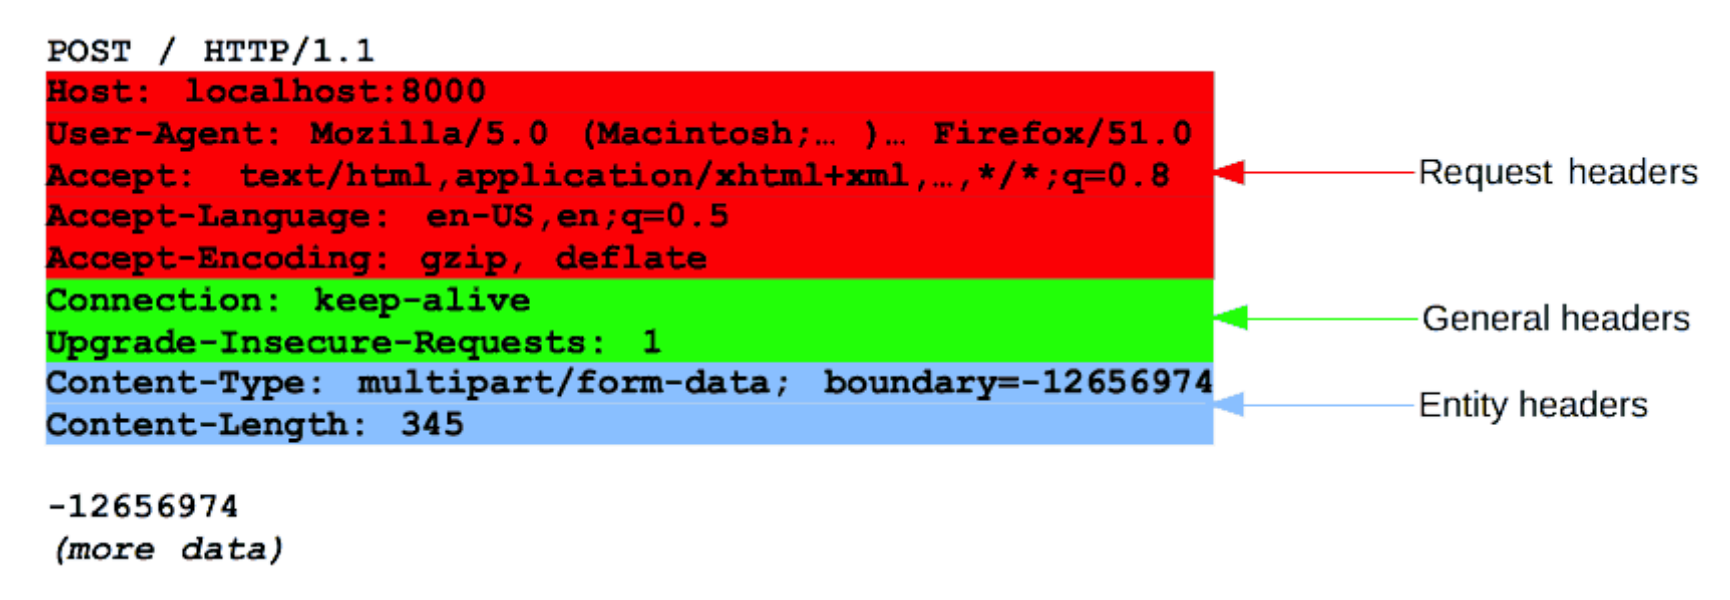 POST / HTTP/1.1
Host: localhost:8000
User-Agent: Mozilla/5.0 (Macintosh;… )… Firefox/51.0
Accept: text/html,application/xhtml+xml,…,*/*;q=0.8
Request headers
Accept-Language: en-US,en;q=0.5
Accept-Encoding: gzip, deflate
Connection: keep-alive
General headers
Upgrade-Insecure-Requests: 1
Content-Type: multipart/form-data; boundary=-12656974
Entity headers
Content-Length: 345
-12656974
(more data)